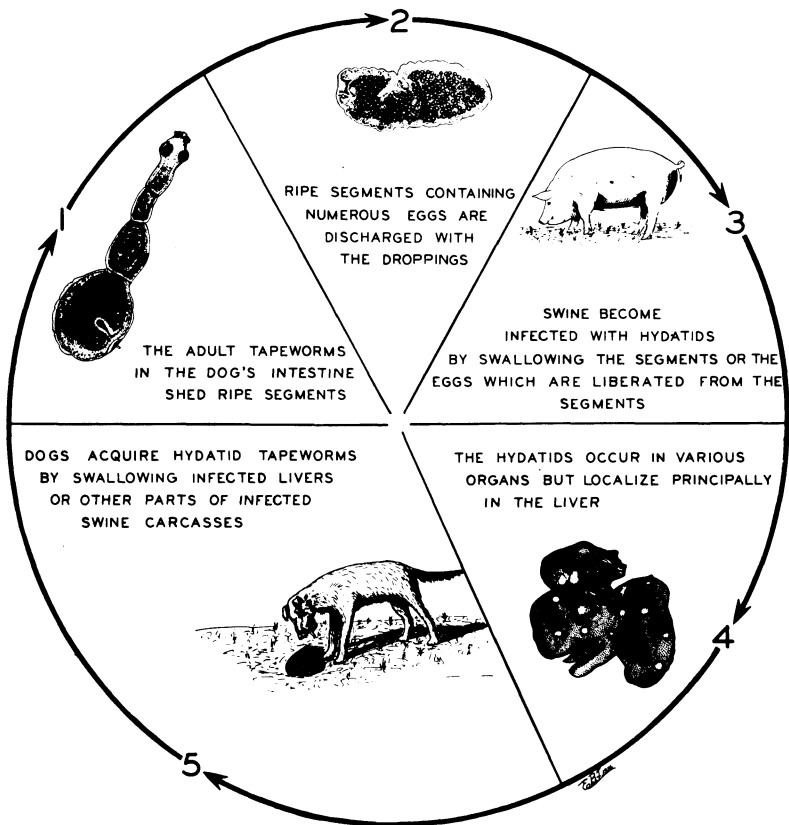 1
THE ADULT TAPEWORMS
IN THE DOG'S INTESTINE
SHED RIPE SEGMENTS
2
RIPE SEGMENTS CONTAINING
NUMEROUS EGGS ARE
DISCHARGED WITH
THE DROPPINGS
3
SWINE BECOME
INFECTED WITH HYDATIDS
BY SWALLOWING THE SEGMENTS OR THE
EGGS WHICH ARE LIBERATED FROM THE
SEGMENTS
4
THE HYDATIDS OCCUR IN VARIOUS
ORGANS BUT LOCALIZE PRINCIPALLY
IN THE LIVER
5
DOGS ACQUIRE HYDATID TAPEWORMS
BY SWALLOWING INFECTED LIVERS
OR OTHER PARTS OF INFECTED
SWINE CARCASSES